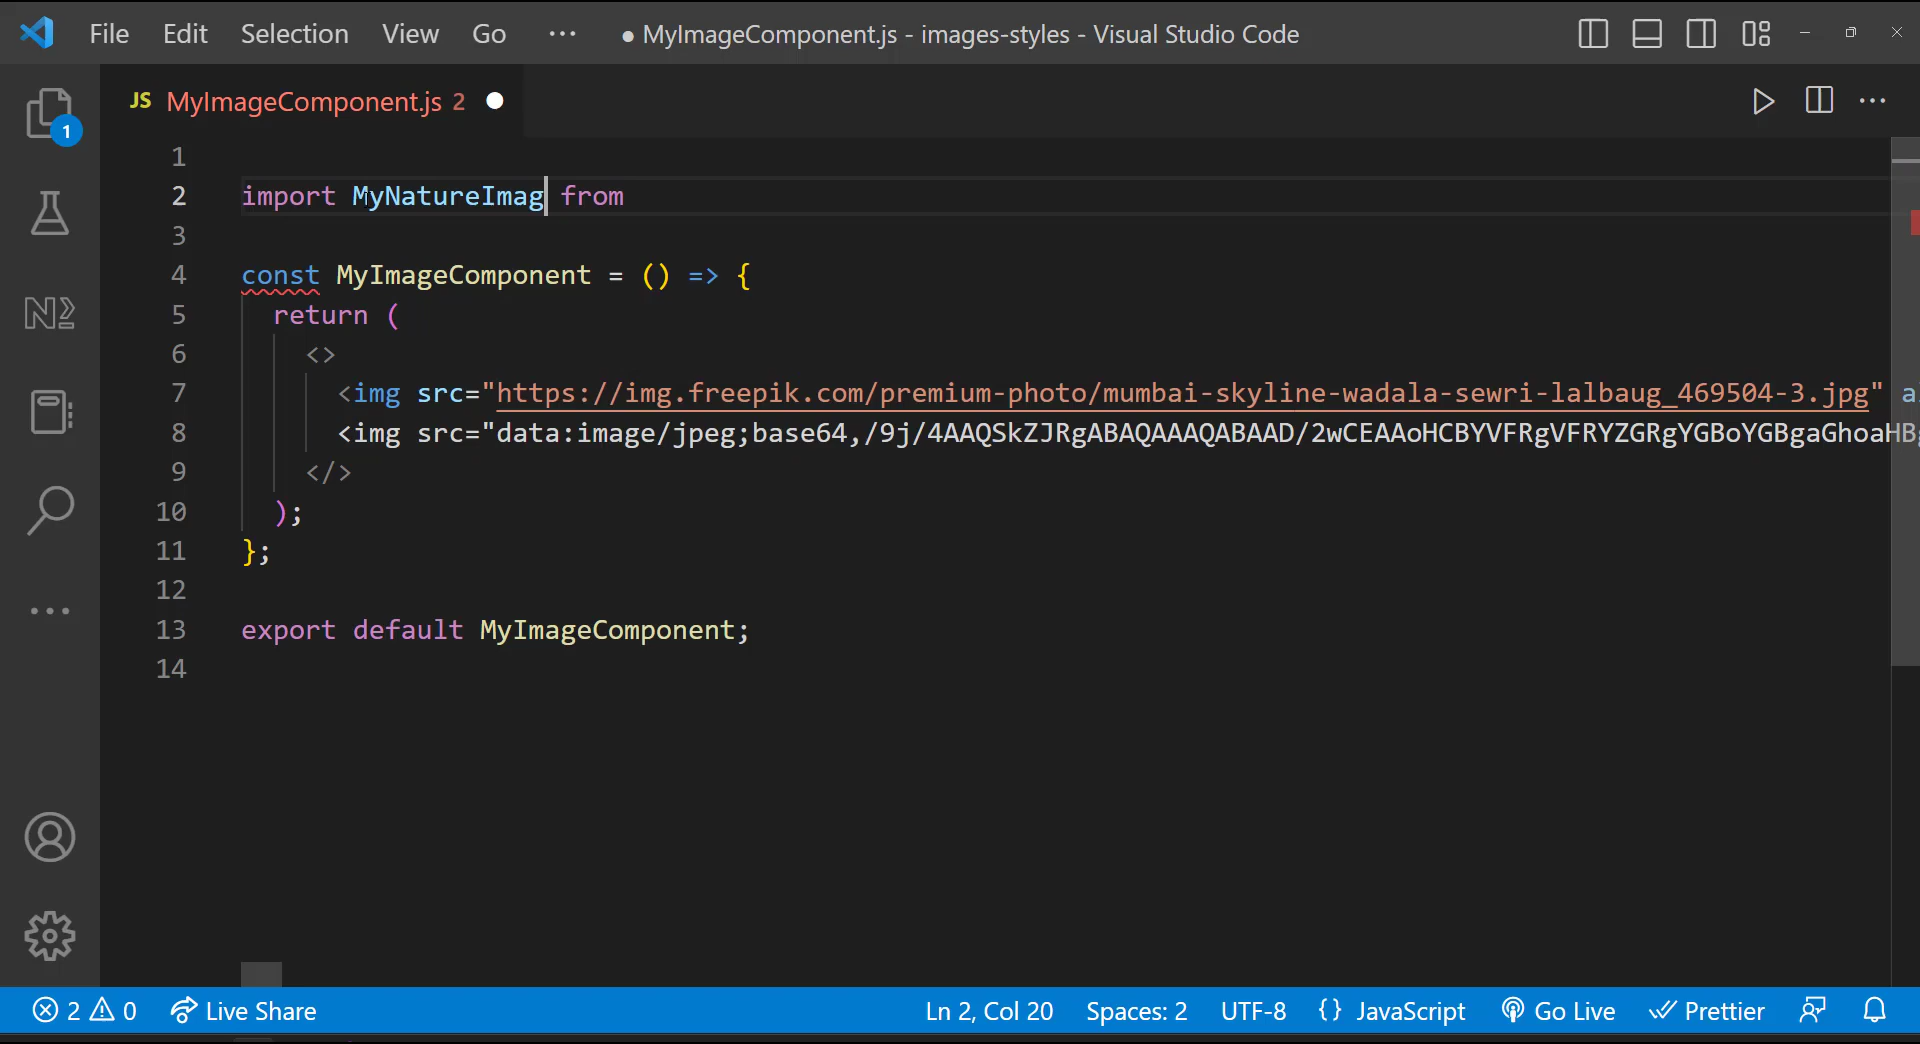 File Edit Selection View Go ··· ● MyImageComponent.js - images-styles - Visual Studio Code
JS MyImageComponent.js 2
1
1
2 import MyNatureImag from
3
4 const MyImageComponent = () => {
5 return (
6 <>
7 <img src="https://img.freepik.com/premium-photo/mumbai-skyline-wadala-sewri-lalbaug_469504-3.jpg"
8 <img src="data:image/jpeg;base64,/9j/4AAQSkZJRgABAQAAAQABAAD/2wCEAAoHCBYVFRgVFRYZGRgYGBoYGBgaGhoaHB
9 </>
10 );
11 };
12
13 export default MyImageComponent;
14
2 0 Live Share Ln 2, Col 20 Spaces: 2 UTF-8 {} JavaScript Go Live Prettier